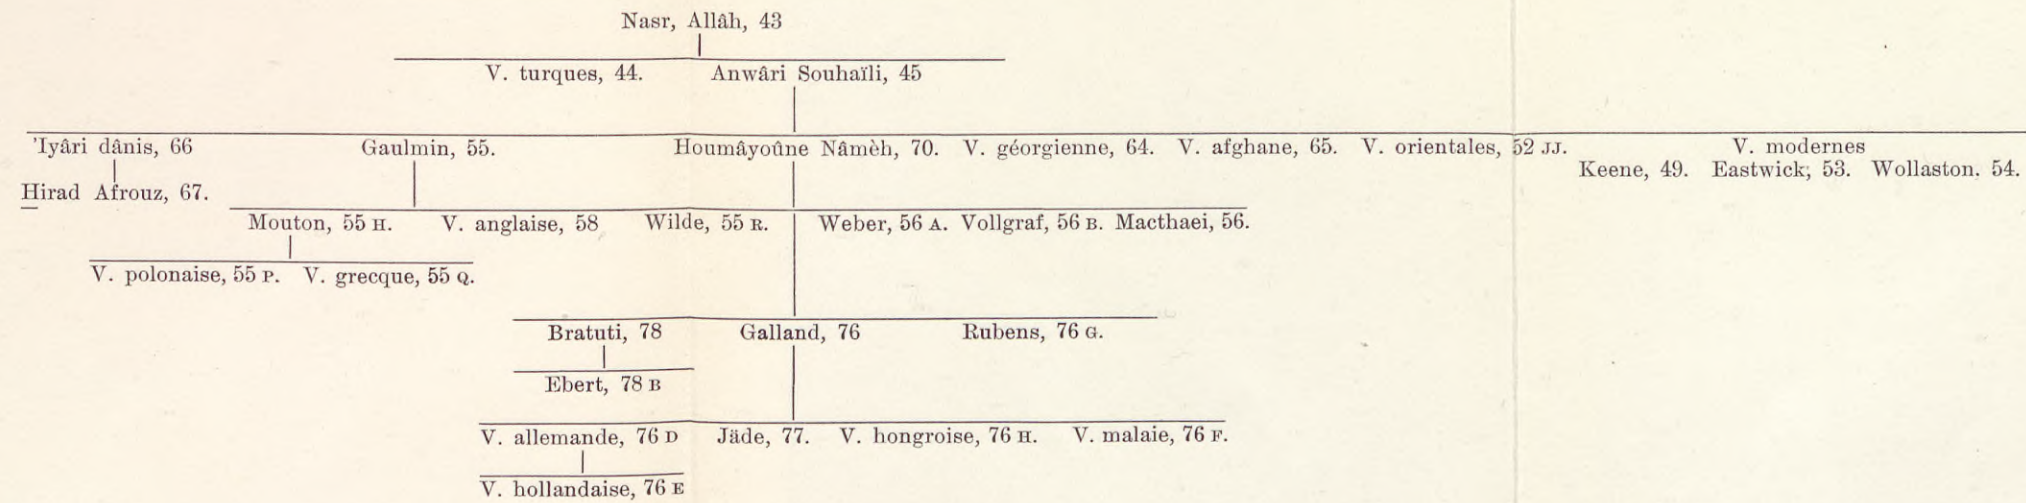 Nasr, Allâh, 43
V. turques, 44. Anwâri Souhaïli, 45
'Iyâri dânis, 66 Gaulmin, 55. Houmâyoûne Nâmèh, 70. V. géorgienne, 64. V. afghane, 65. V. orientales, 52 JJ. V. modernes
Keene, 49. Eastwick, 53. Wollaston. 54.
Hirad Afrouz, 67.
Mouton, 55 H. V. anglaise, 58 Wilde, 55 R. Weber, 56 A. Vollgraf, 56 B. Macthaei, 56.
V. polonaise, 55 P. V. grecque, 55 Q.
Bratuti, 78 Galland, 76 Rubens, 76 G.
Ebert, 78 B
V. allemande, 76 D Jäde, 77. V. hongroise, 76 H. V. malaie, 76 F.
V. hollandaise, 76 E